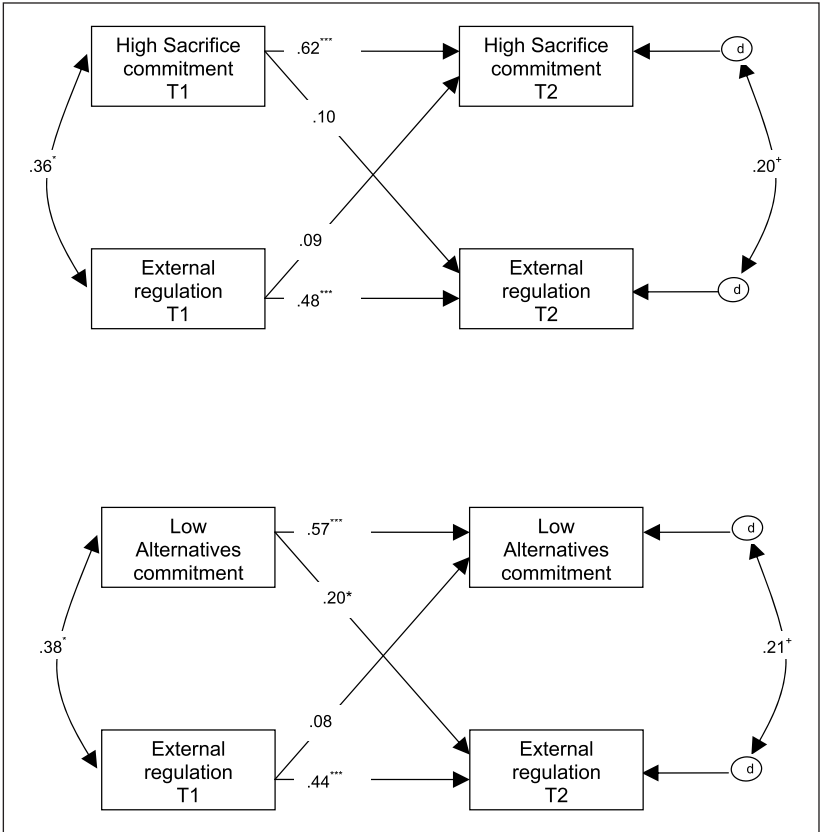 High Sacrifice
commitment
T1
.62***
High Sacrifice
commitment
T2
d
.10
.36*
.20+
.09
External
regulation
T1
.48***
External
regulation
T2
d
Low
Alternatives
commitment
.57***
Low
Alternatives
commitment
d
.20*
.38*
.21+
.08
External
regulation
T1
.44***
External
regulation
T2
d